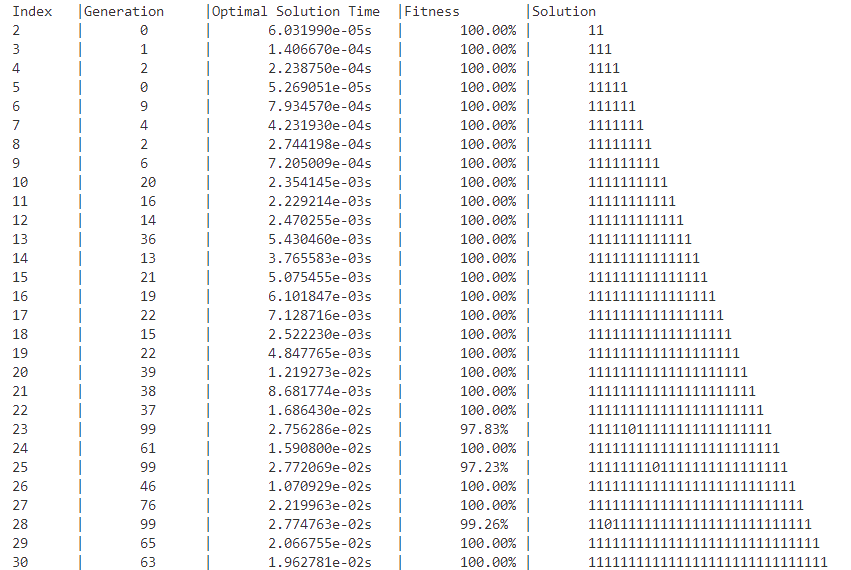 Index |Generation |Optimal Solution Time |Fitness |Solution
2 | 0 | 6.031990e-05s | 100.00% | 11
3 | 1 | 1.406670e-04s | 100.00% | 111
4 | 2 | 2.238750e-04s | 100.00% | 1111
5 | 0 | 5.269051e-05s | 100.00% | 11111
6 | 9 | 7.934570e-04s | 100.00% | 111111
7 | 4 | 4.231930e-04s | 100.00% | 1111111
8 | 2 | 2.744198e-04s | 100.00% | 11111111
9 | 6 | 7.205009e-04s | 100.00% | 111111111
10 | 20 | 2.354145e-03s | 100.00% | 1111111111
11 | 16 | 2.229214e-03s | 100.00% | 11111111111
12 | 14 | 2.470255e-03s | 100.00% | 111111111111
13 | 36 | 5.430460e-03s | 100.00% | 1111111111111
14 | 13 | 3.765583e-03s | 100.00% | 11111111111111
15 | 21 | 5.075455e-03s | 100.00% | 111111111111111
16 | 19 | 6.101847e-03s | 100.00% | 1111111111111111
17 | 22 | 7.128716e-03s | 100.00% | 11111111111111111
18 | 15 | 2.522230e-03s | 100.00% | 111111111111111111
19 | 22 | 4.847765e-03s | 100.00% | 1111111111111111111
20 | 39 | 1.219273e-02s | 100.00% | 11111111111111111111
21 | 38 | 8.681774e-03s | 100.00% | 111111111111111111111
22 | 37 | 1.686430e-02s | 100.00% | 1111111111111111111111
23 | 99 | 2.756286e-02s | 97.83% | 11111011111111111111111
24 | 61 | 1.590800e-02s | 100.00% | 111111111111111111111111
25 | 99 | 2.772069e-02s | 97.23% | 1111111101111111111111111
26 | 46 | 1.070929e-02s | 100.00% | 11111111111111111111111111
27 | 76 | 2.219963e-02s | 100.00% | 111111111111111111111111111
28 | 99 | 2.774763e-02s | 99.26% | 1101111111111111111111111111
29 | 65 | 2.066755e-02s | 100.00% | 11111111111111111111111111111
30 | 63 | 1.962781e-02s | 100.00% | 111111111111111111111111111111